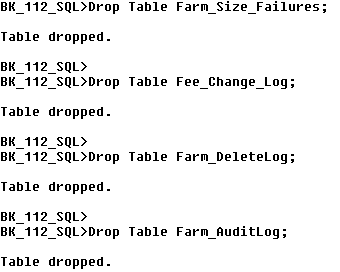 BK_112_SQL>Drop Table Farm_Size_Failures;
Table dropped.
BK_112_SQL>
BK_112_SQL>Drop Table Fee_Change_Log;
Table dropped.
BK_112_SQL>
BK_112_SQL>Drop Table Farm_DeleteLog;
Table dropped.
BK_112_SQL>
BK_112_SQL>Drop Table Farm_AuditLog;
Table dropped.